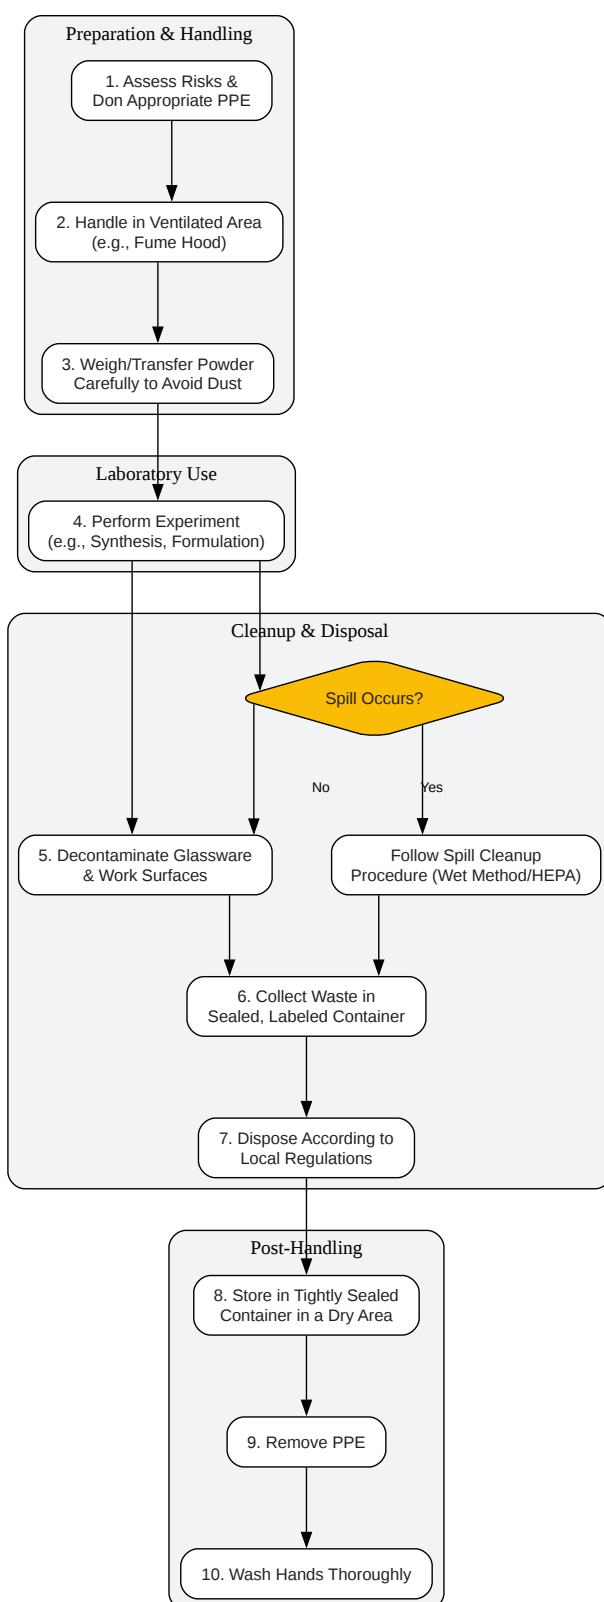 Preparation & Handling
1. Assess Risks &
Don Appropriate PPE
2. Handle in Ventilated Area
(e.g., Fume Hood)
3. Weigh/Transfer Powder
Carefully to Avoid Dust
Laboratory Use
4. Perform Experiment
(e.g., Synthesis, Formulation)
Cleanup & Disposal
Spill Occurs?
No
Yes
5. Decontaminate Glassware
& Work Surfaces
Follow Spill Cleanup
Procedure (Wet Method/HEPA)
6. Collect Waste in
Sealed, Labeled Container
7. Dispose According to
Local Regulations
Post-Handling
8. Store in Tightly Sealed
Container in a Dry Area
9. Remove PPE
10. Wash Hands Thoroughly